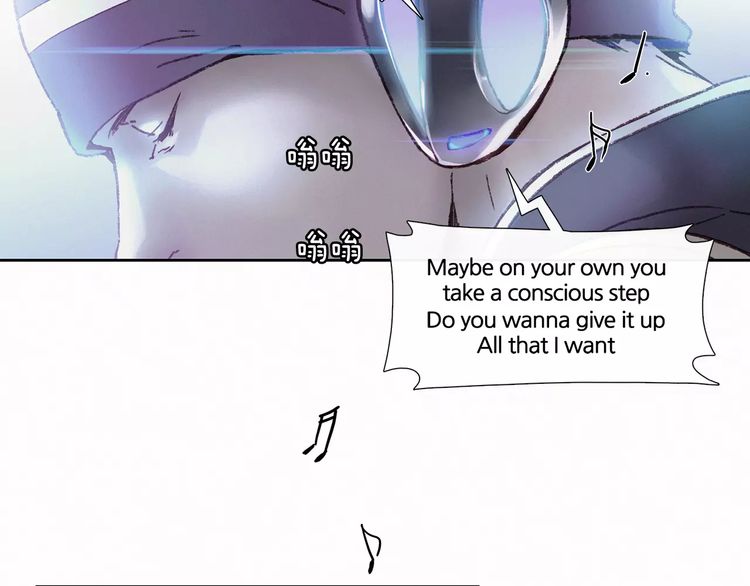 嗡嗡
嗡嗡
Maybe on your own you
take a conscious step
Do you wanna give it up
All that I want